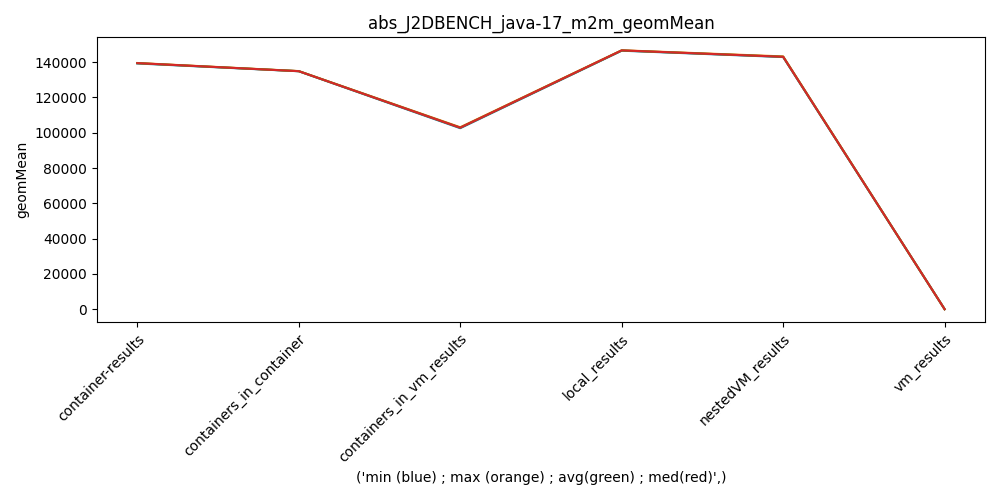 abs_J2DBENCH_java-17_m2m_geomMean
geomMean
140000
120000
100000
80000
60000
40000
20000
0
container-results
containers_in_container
containers_in_vm_results
local_results
nestedVM_results
vm_results
('min (blue) ; max (orange) ; avg(green) ; med(red)',)